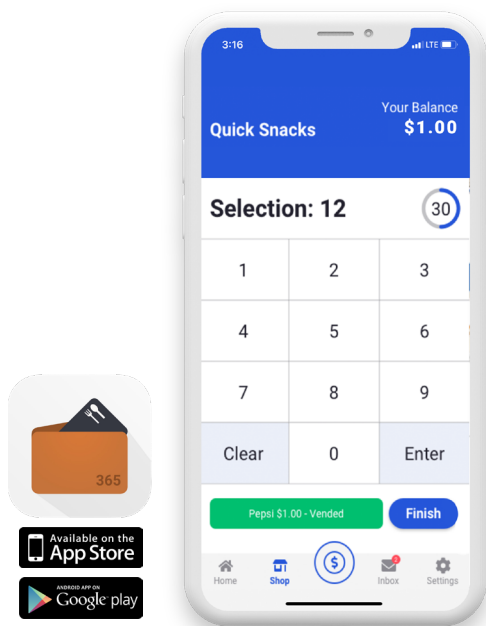 3:16
LTE
Your Balance
Quick Snacks
$1.00
Selection: 12
30
1 2 3
4 5 6
7 8 9
Clear 0 Enter
Pepsi $1.00 - Vended
Finish
$
Home Shop Inbox Settings
365
Available on the
App Store
ANDROID APP ON
Google play